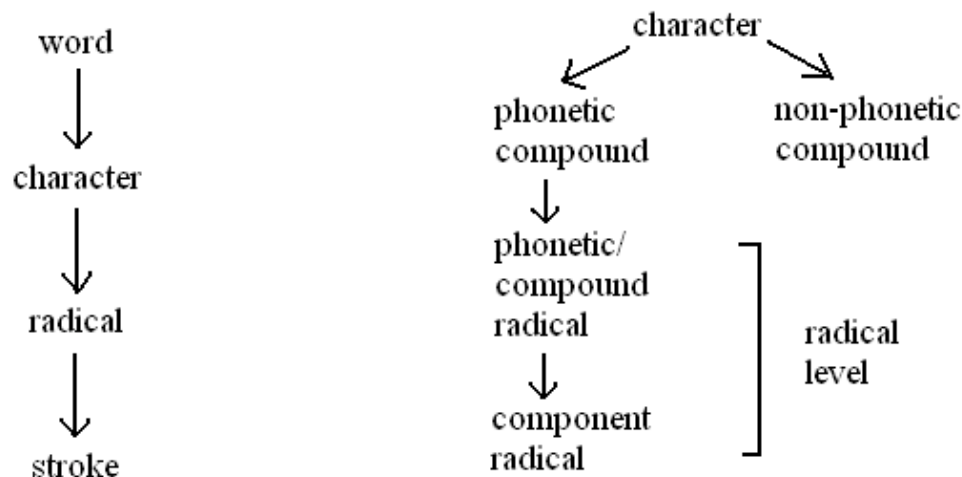 word
character
radical
stroke
character
phonetic
compound
non-phonetic
compound
phonetic/
compound
radical
component
radical
radical
level